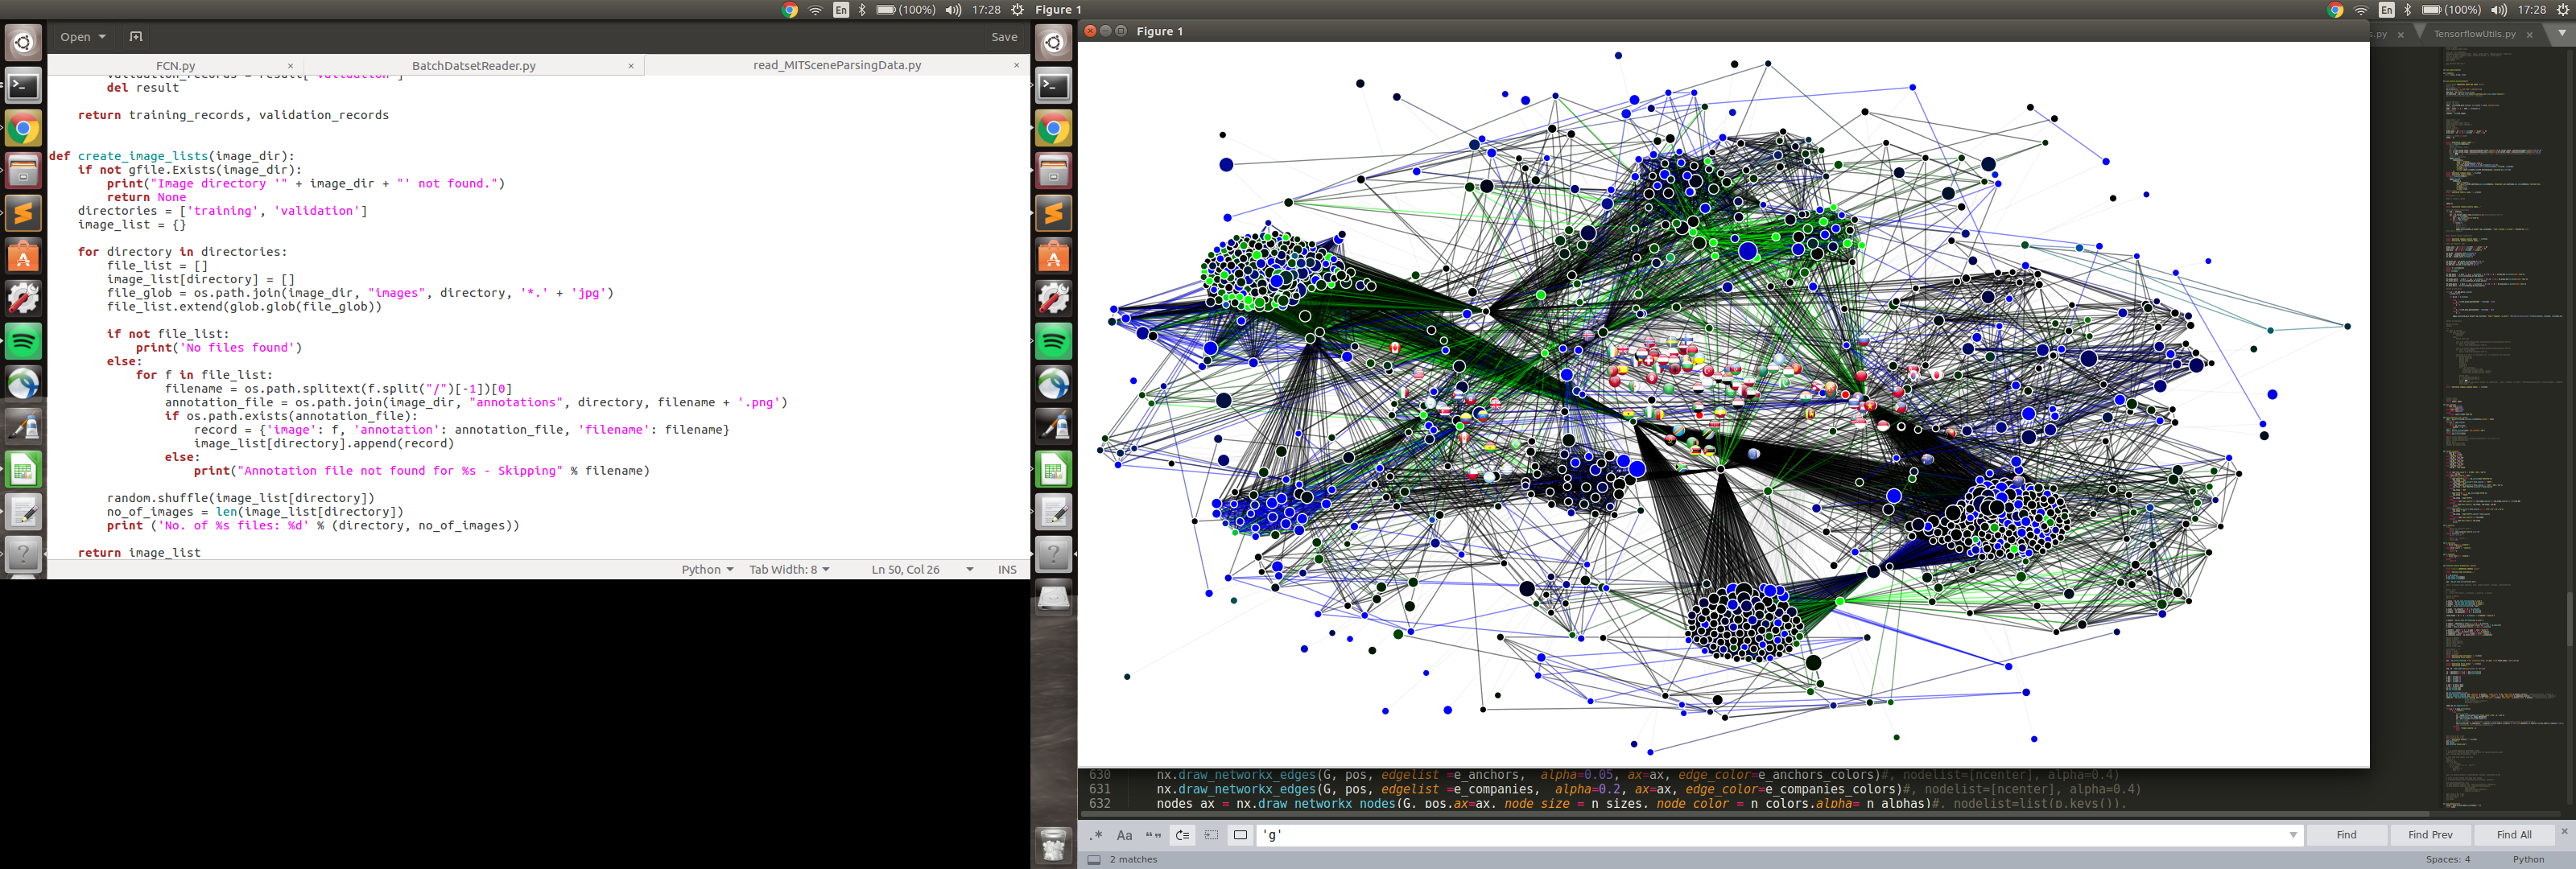 En (100%) 17:28 Figure 1
En (100%) 17:28
Open Save
FCN.py × BatchDatsetReader.py × read_MITSceneParsingData.py ×
validation_records = result['validation']
del result
return training_records, validation_records
def create_image_lists(image_dir):
if not gfile.Exists(image_dir):
print("Image directory '" + image_dir + "' not found.")
return None
directories = ['training', 'validation']
image_list = {}
for directory in directories:
file_list = []
image_list[directory] = []
file_glob = os.path.join(image_dir, "images", directory, '*.' + 'jpg')
file_list.extend(glob.glob(file_glob))
if not file_list:
print('No files found')
else:
for f in file_list:
filename = os.path.splitext(f.split("/")[-1])[0]
annotation_file = os.path.join(image_dir, "annotations", directory, filename + '.png')
if os.path.exists(annotation_file):
record = {'image': f, 'annotation': annotation_file, 'filename': filename}
image_list[directory].append(record)
else:
print("Annotation file not found for %s - Skipping" % filename)
random.shuffle(image_list[directory])
no_of_images = len(image_list[directory])
print ('No. of %s files: %d' % (directory, no_of_images))
return image_list
Python Tab Width: 8 Ln 50, Col 26 INS
Figure 1
s.py × TensorflowUtils.py ×
630 nx.draw_networkx_edges(G, pos, edgelist =e_anchors, alpha=0.05, ax=ax, edge_color=e_anchors_colors)#, nodelist=[ncenter], alpha=0.4)
631 nx.draw_networkx_edges(G, pos, edgelist =e_companies, alpha=0.2, ax=ax, edge_color=e_companies_colors)#, nodelist=[ncenter], alpha=0.4)
632 nodes_ax = nx.draw_networkx_nodes(G, pos,ax=ax, node_size = n_sizes, node_color = n_colors,alpha= n_alphas)#, nodelist=list(p.keys()),
.* Aa “” 'g' Find Find Prev Find All ×
2 matches Spaces: 4 Python